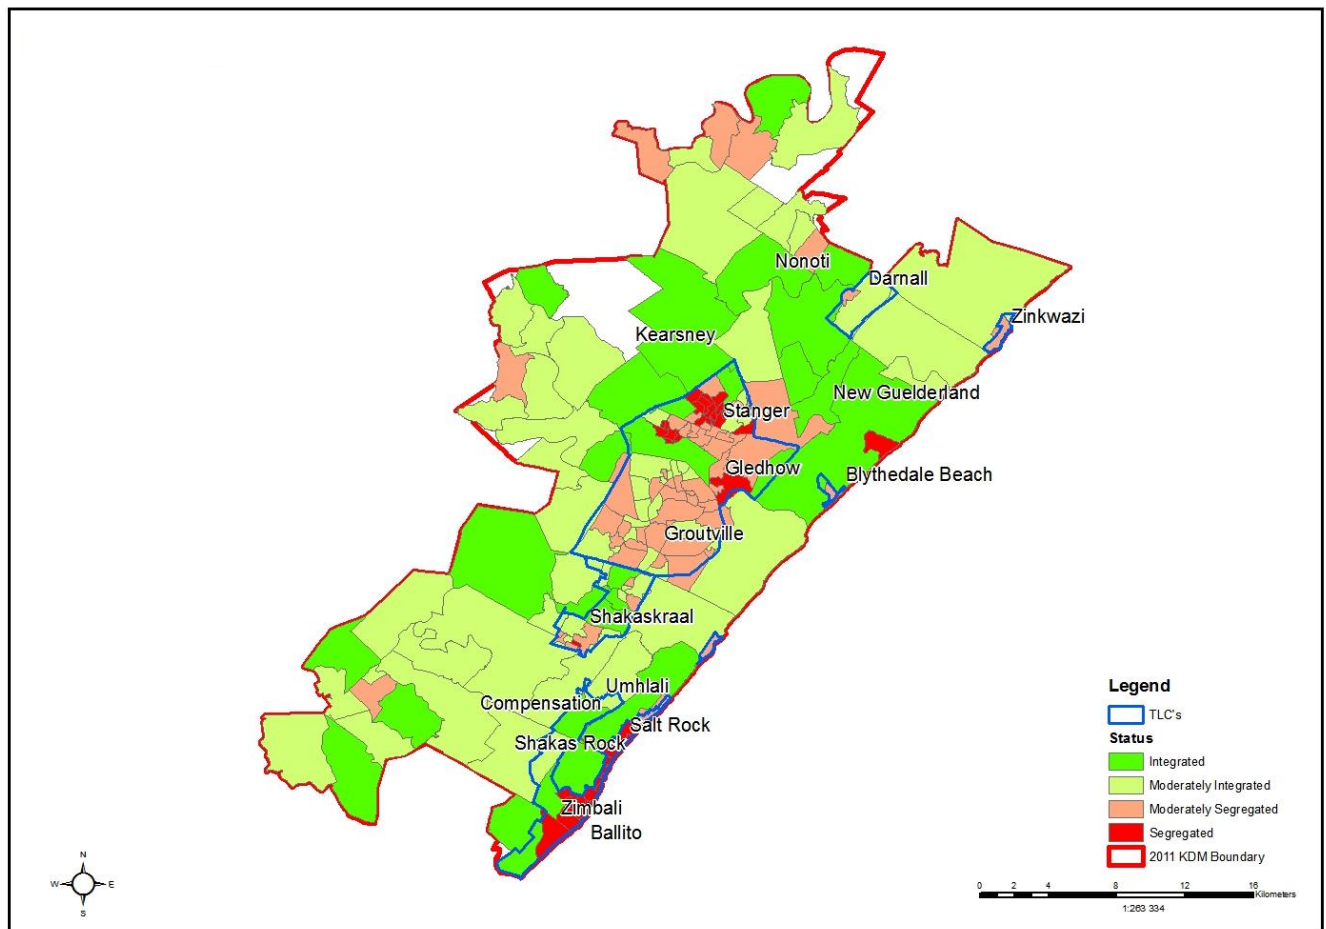 Nonoti
Darnall
Zinkwazi
Kearsney
New Guelderland
Stanger
Gledhow
Blythedale Beach
Groutville
Shakaskraal
Umhlali
Compensation
Salt Rock
Shakas Rock
Zimbali
Ballito
Legend
TLC's
Status
Integrated
Moderately Integrated
Moderately Segregated
Segregated
2011 KDM Boundary
N
W E
S
0 2 4 8 12 16
Kilometers
1:263 334